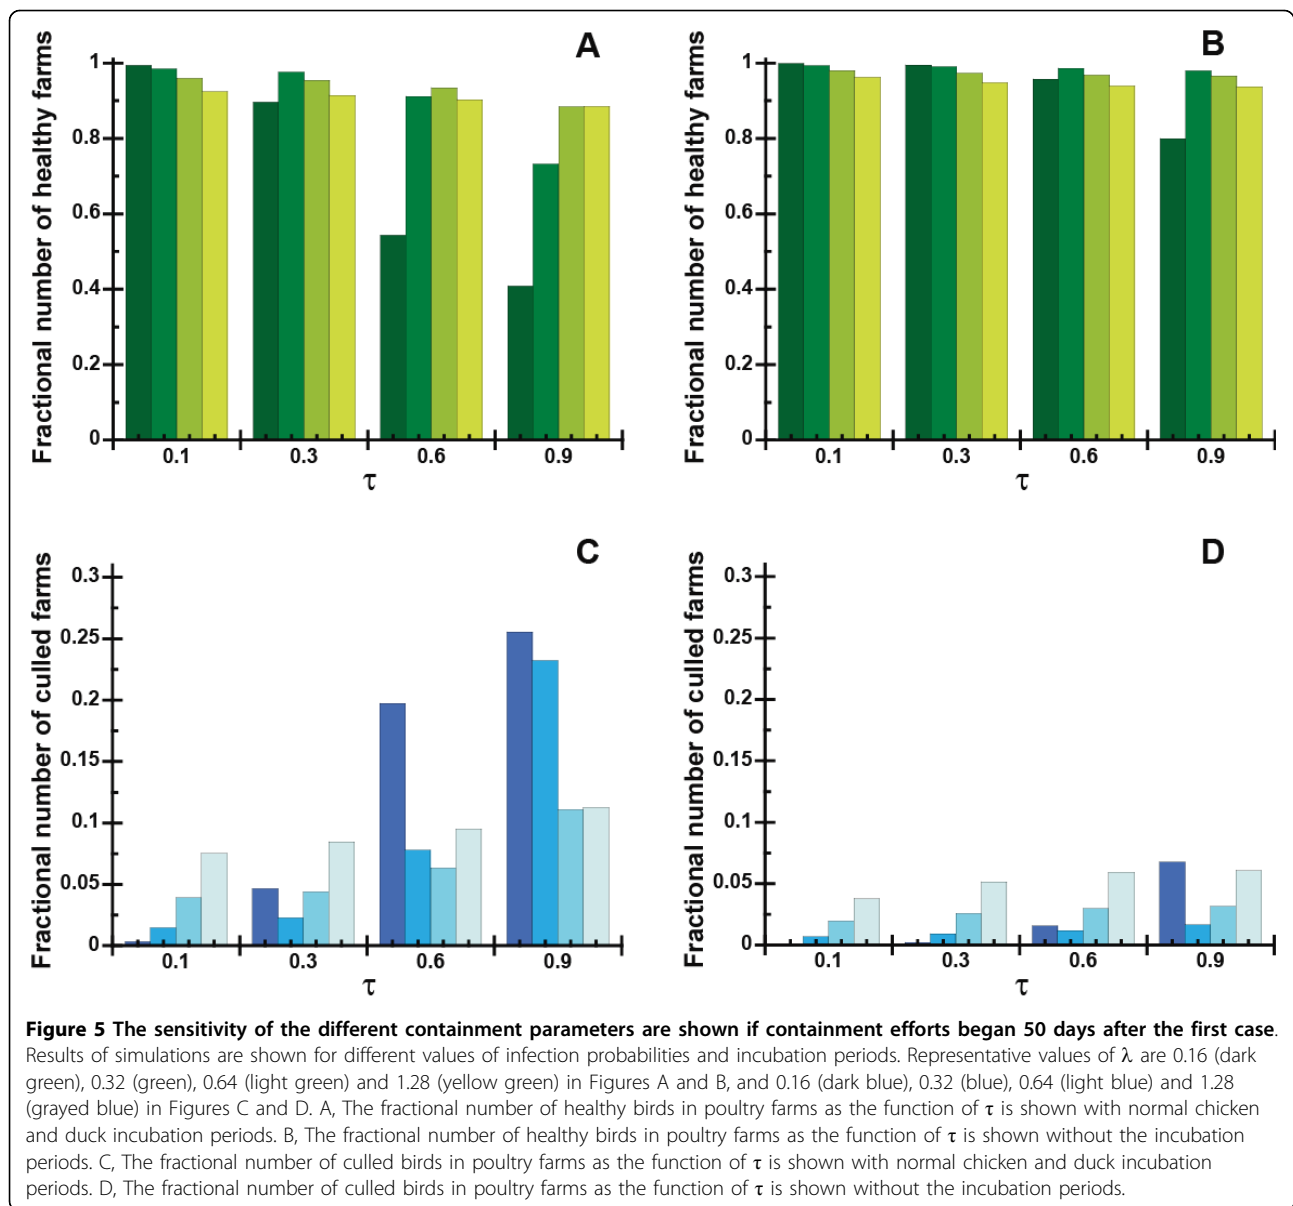 A
Fractional number of healthy farms
1
0.8
0.6
0.4
0.2
0
0.1 0.3 0.6 0.9
τ
B
Fractional number of healthy farms
1
0.8
0.6
0.4
0.2
0
0.1 0.3 0.6 0.9
τ
C
Fractional number of culled farms
0.3
0.25
0.2
0.15
0.1
0.05
0
0.1 0.3 0.6 0.9
τ
D
Fractional number of culled farms
0.3
0.25
0.2
0.15
0.1
0.05
0
0.1 0.3 0.6 0.9
τ
Figure 5 The sensitivity of the different containment parameters are shown if containment efforts began 50 days after the first case.
Results of simulations are shown for different values of infection probabilities and incubation periods. Representative values of λ are 0.16 (dark
green), 0.32 (green), 0.64 (light green) and 1.28 (yellow green) in Figures A and B, and 0.16 (dark blue), 0.32 (blue), 0.64 (light blue) and 1.28
(grayed blue) in Figures C and D. A, The fractional number of healthy birds in poultry farms as the function of τ is shown with normal chicken
and duck incubation periods. B, The fractional number of healthy birds in poultry farms as the function of τ is shown without the incubation
periods. C, The fractional number of culled birds in poultry farms as the function of τ is shown with normal chicken and duck incubation
periods. D, The fractional number of culled birds in poultry farms as the function of τ is shown without the incubation periods.